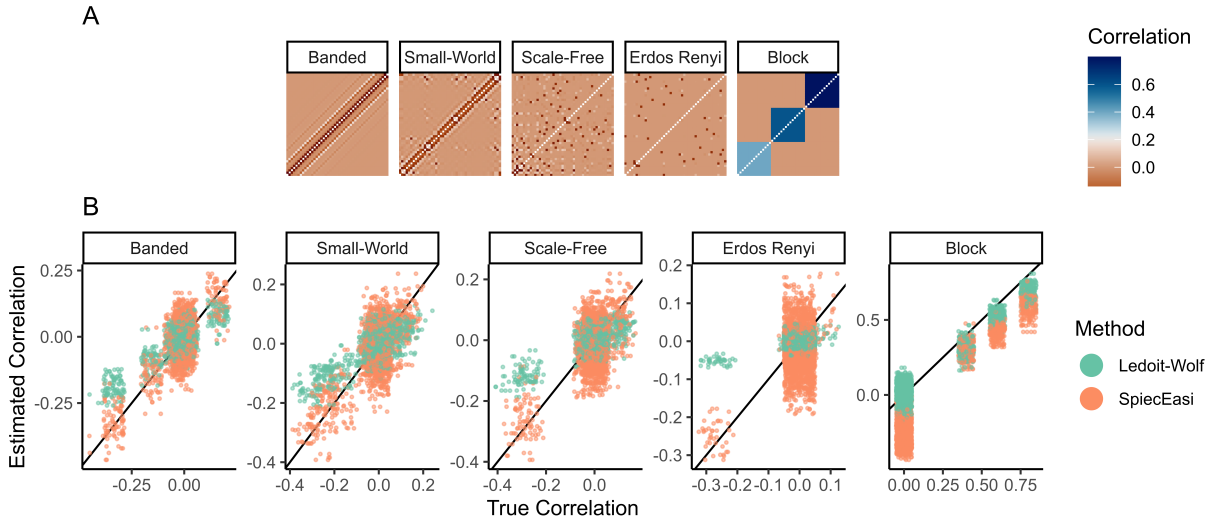 A
Banded Small-World Scale-Free Erdos Renyi Block
Correlation
0.6
0.4
0.2
0.0
B
Banded Small-World Scale-Free Erdos Renyi Block
Estimated Correlation
0.25
0.00
-0.25
-0.25 0.00
0.2
0.0
-0.2
-0.4
-0.4 -0.2 0.0 0.2
0.2
0.0
-0.2
-0.4
-0.4 -0.2 0.0
0.2
0.1
0.0
-0.1
-0.2
-0.3
-0.3 -0.2 -0.1 0.0 0.1
0.5
0.0
0.00 0.25 0.50 0.75
True Correlation
Method
Ledoit-Wolf
SpiecEasi